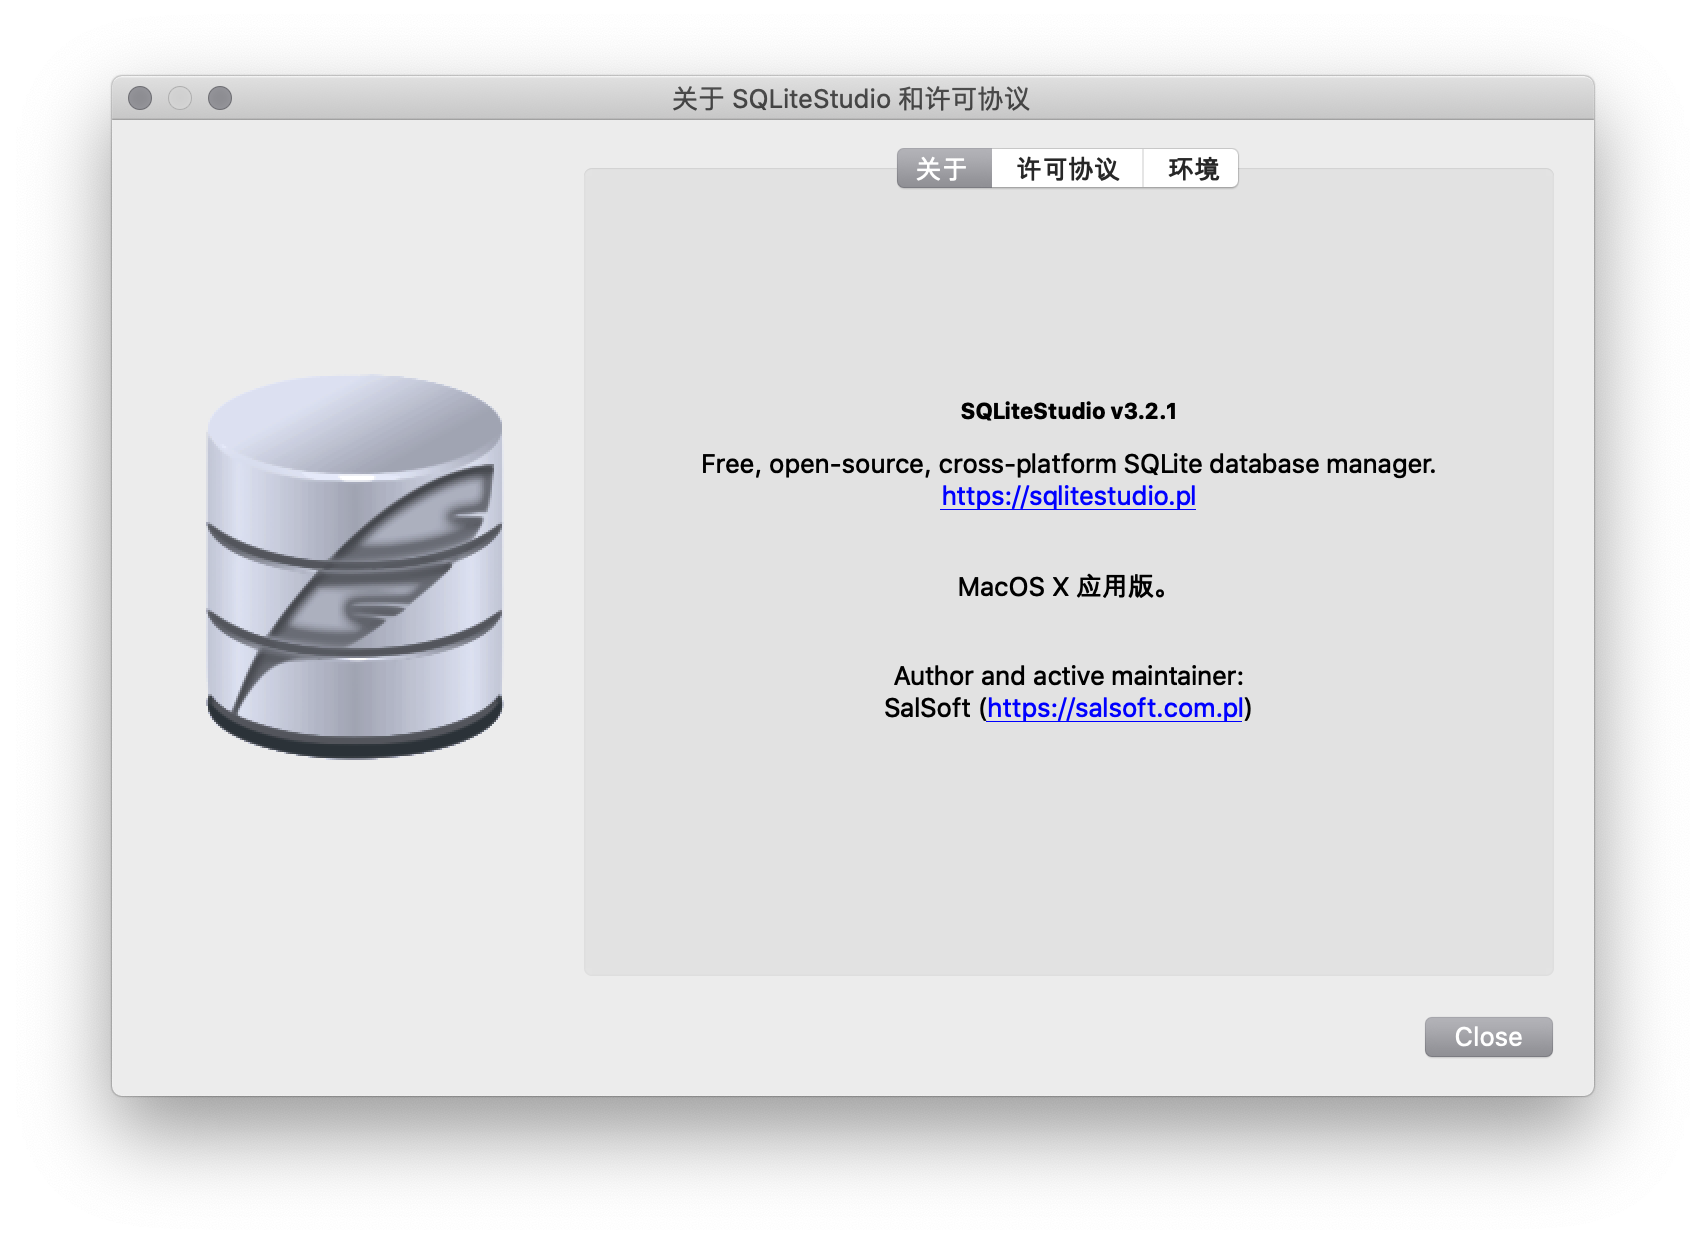 关于 SQLiteStudio 和许可协议
关于 许可协议 环境
SQLiteStudio v3.2.1
Free, open-source, cross-platform SQLite database manager.
https://sqlitestudio.pl
MacOS X 应用版。
Author and active maintainer:
SalSoft (https://salsoft.com.pl)
Close